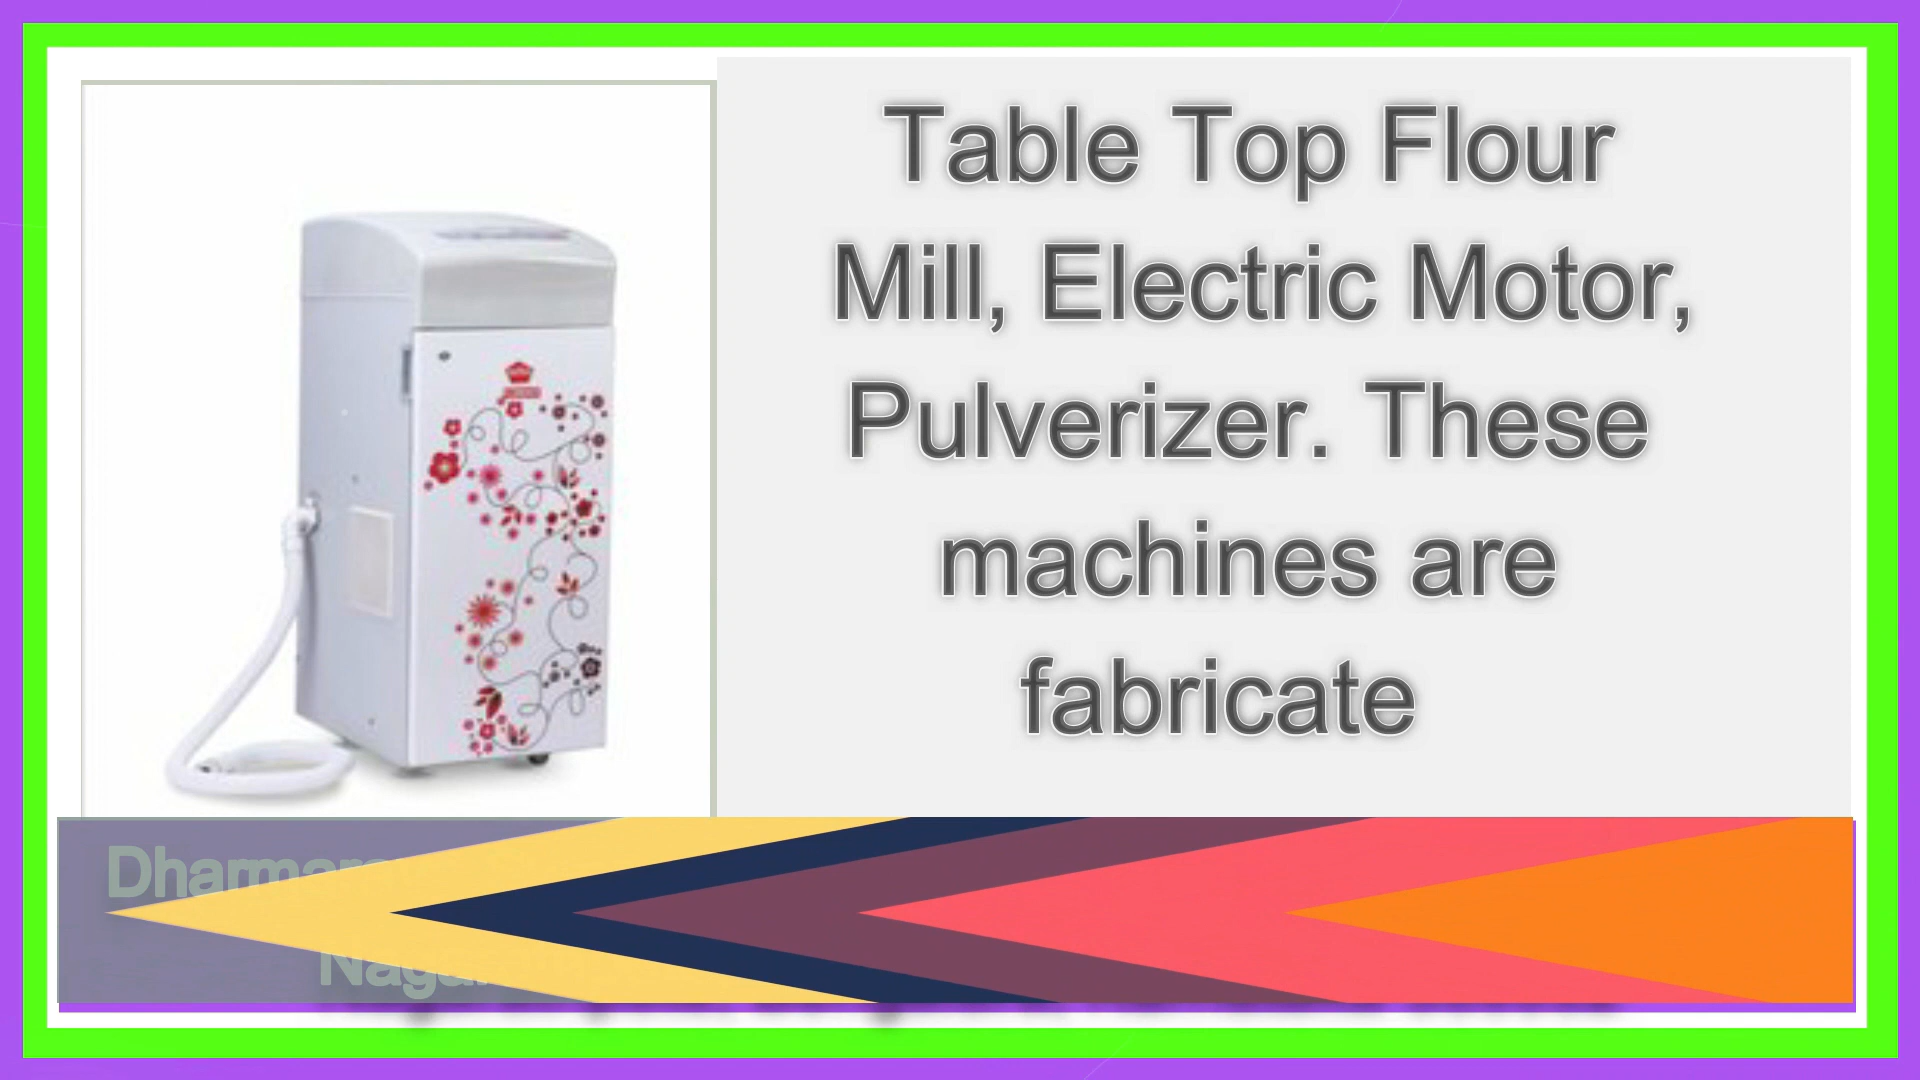 Table Top Flour
Mill, Electric Motor,
Pulverizer. These
machines are
fabricate